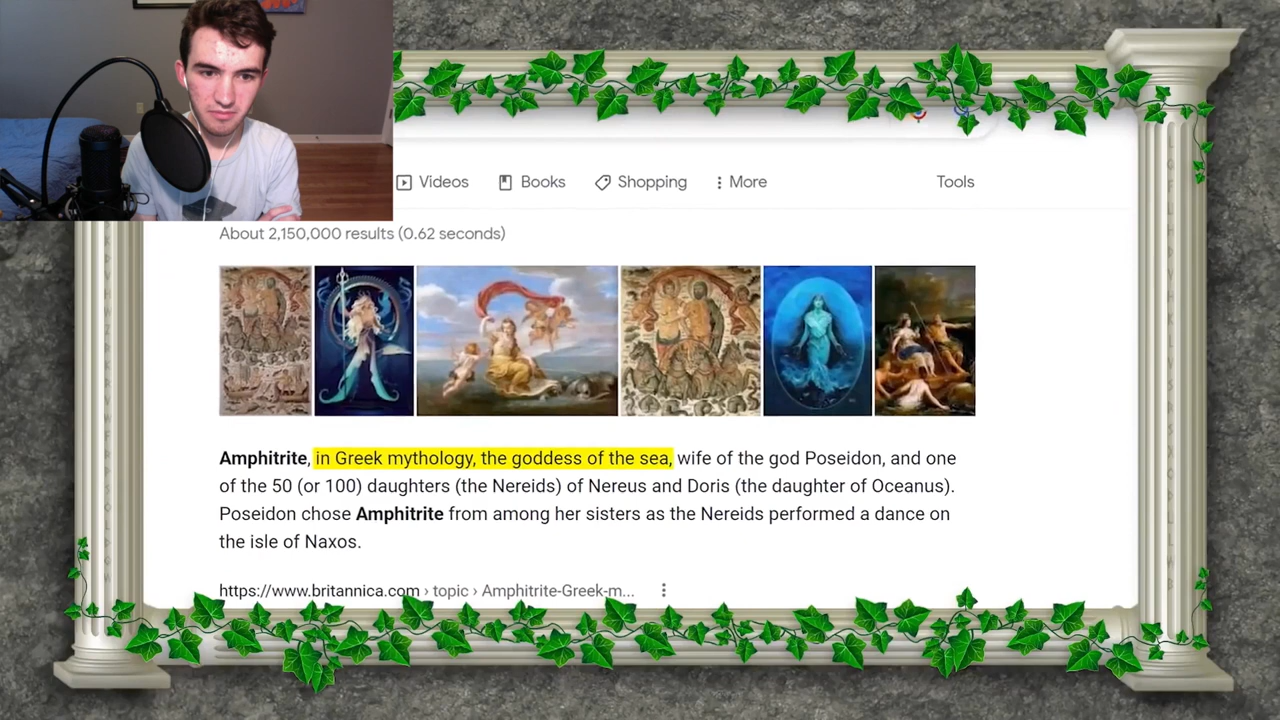 Videos Books Shopping More Tools
About 2,150,000 results (0.62 seconds)
Amphitrite, in Greek mythology, the goddess of the sea, wife of the god Poseidon, and one
of the 50 (or 100) daughters (the Nereids) of Nereus and Doris (the daughter of Oceanus).
Poseidon chose Amphitrite from among her sisters as the Nereids performed a dance on
the isle of Naxos.
https://www.britannica.com › topic › Amphitrite-Greek-m...